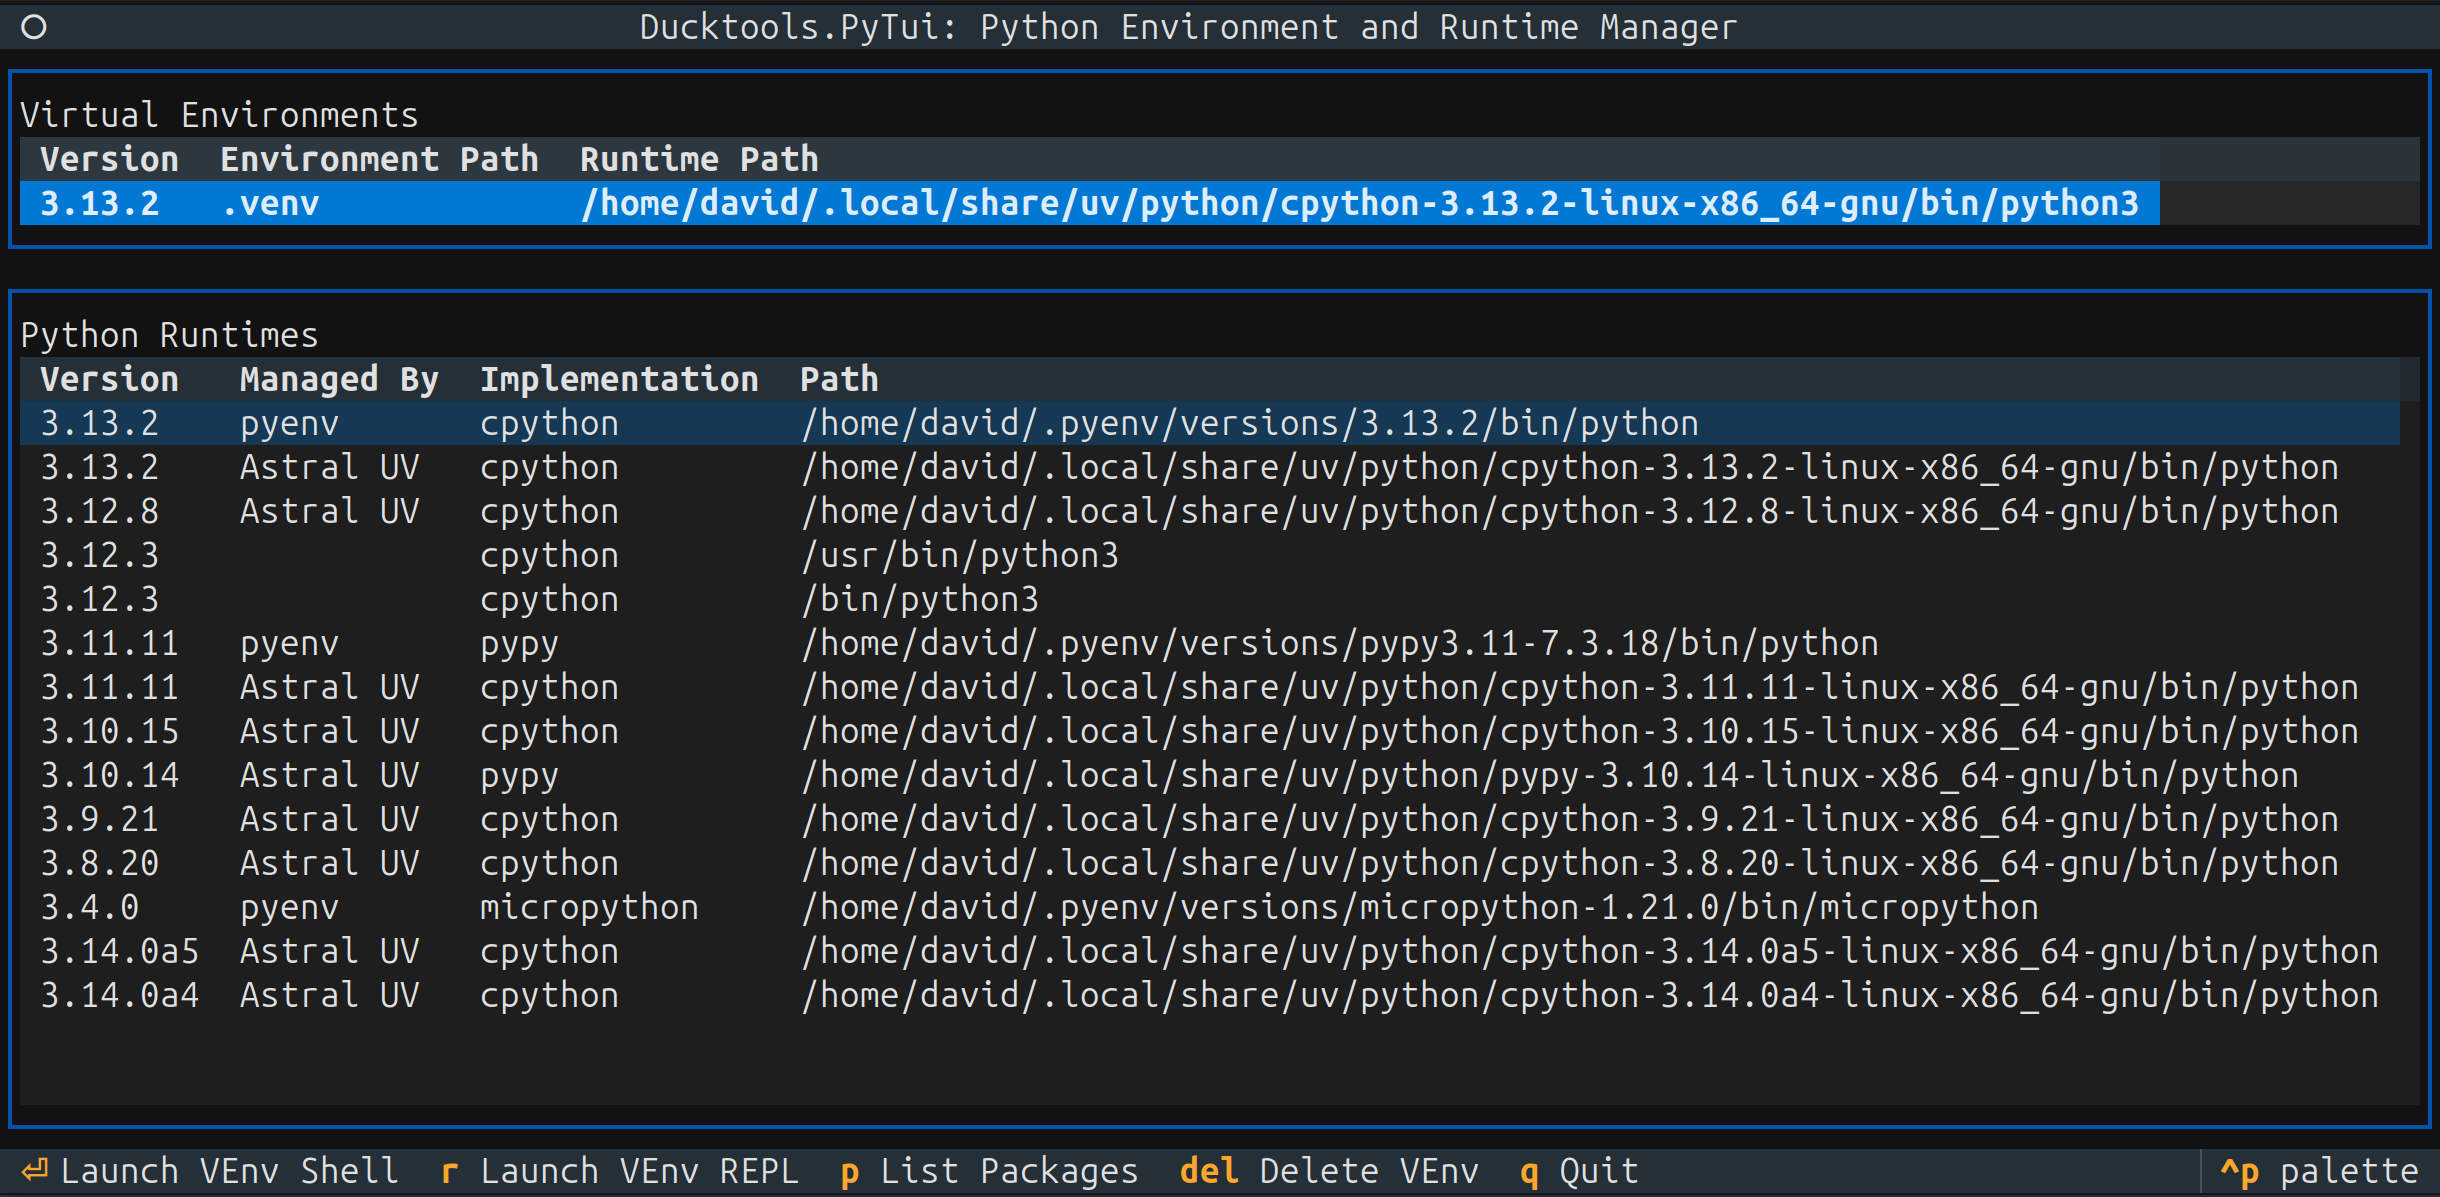 Ducktools.PyTui: Python Environment and Runtime Manager
Virtual Environments
Version Environment Path Runtime Path
3.13.2 .venv /home/david/.local/share/uv/python/cpython-3.13.2-linux-x86_64-gnu/bin/python3
Python Runtimes
Version Managed By Implementation Path
3.13.2 pyenv cpython /home/david/.pyenv/versions/3.13.2/bin/python
3.13.2 Astral UV cpython /home/david/.local/share/uv/python/cpython-3.13.2-linux-x86_64-gnu/bin/python
3.12.8 Astral UV cpython /home/david/.local/share/uv/python/cpython-3.12.8-linux-x86_64-gnu/bin/python
3.12.3 cpython /usr/bin/python3
3.12.3 cpython /bin/python3
3.11.11 pyenv pypy /home/david/.pyenv/versions/pypy3.11-7.3.18/bin/python
3.11.11 Astral UV cpython /home/david/.local/share/uv/python/cpython-3.11.11-linux-x86_64-gnu/bin/python
3.10.15 Astral UV cpython /home/david/.local/share/uv/python/cpython-3.10.15-linux-x86_64-gnu/bin/python
3.10.14 Astral UV pypy /home/david/.local/share/uv/python/pypy-3.10.14-linux-x86_64-gnu/bin/python
3.9.21 Astral UV cpython /home/david/.local/share/uv/python/cpython-3.9.21-linux-x86_64-gnu/bin/python
3.8.20 Astral UV cpython /home/david/.local/share/uv/python/cpython-3.8.20-linux-x86_64-gnu/bin/python
3.4.0 pyenv micropython /home/david/.pyenv/versions/micropython-1.21.0/bin/micropython
3.14.0a5 Astral UV cpython /home/david/.local/share/uv/python/cpython-3.14.0a5-linux-x86_64-gnu/bin/python
3.14.0a4 Astral UV cpython /home/david/.local/share/uv/python/cpython-3.14.0a4-linux-x86_64-gnu/bin/python
⏎ Launch VEnv Shell r Launch VEnv REPL p List Packages del Delete VEnv q Quit ^p palette